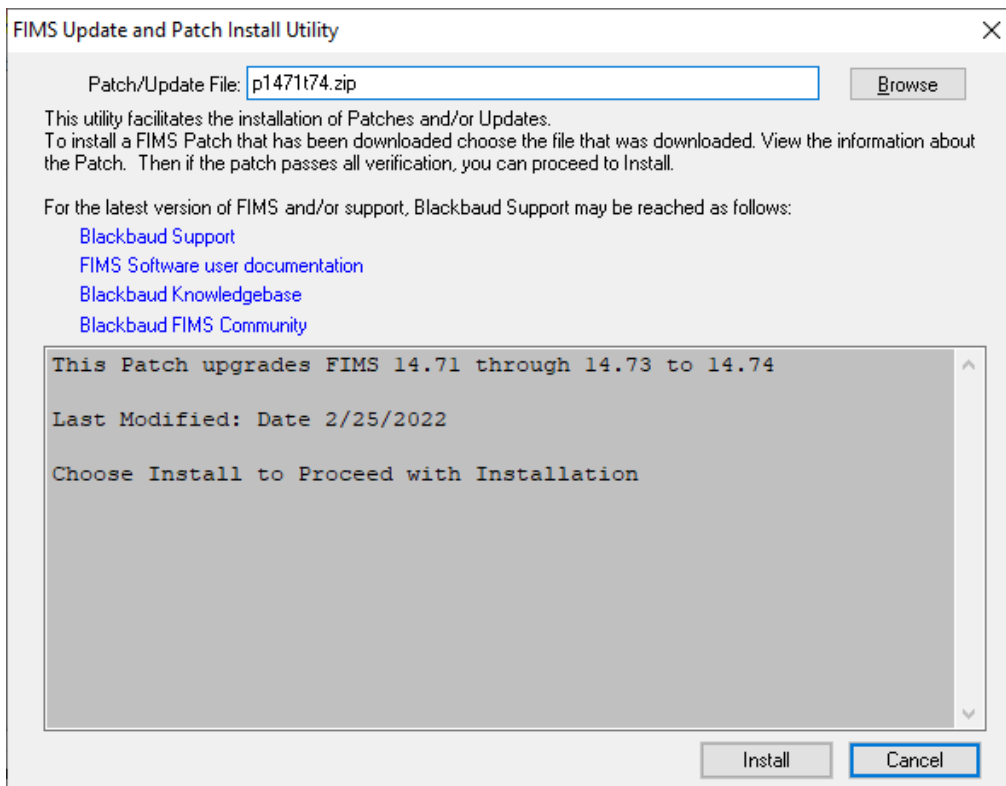 FIMS Update and Patch Install Utility
Patch/Update File: p1471t74.zip Browse
This utility facilitates the installation of Patches and/or Updates.
To install a FIMS Patch that has been downloaded choose the file that was downloaded. View the information about
the Patch. Then if the patch passes all verification, you can proceed to Install.
For the latest version of FIMS and/or support, Blackbaud Support may be reached as follows:
Blackbaud Support
FIMS Software user documentation
Blackbaud Knowledgebase
Blackbaud FIMS Community
This Patch upgrades FIMS 14.71 through 14.73 to 14.74
Last Modified: Date 2/25/2022
Choose Install to Proceed with Installation
Install Cancel